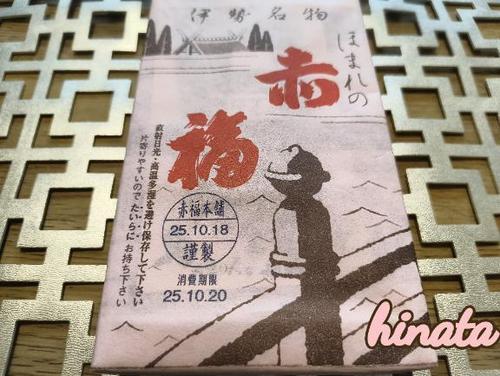 伊勢名物
ほまれの
赤
福
直射日光・高温多湿を避け保存して下さい
片寄りやすいのでたいらにお持ち下さい
赤福本舗
25.10.18
謹製
消費期限
25.10.20
hinata